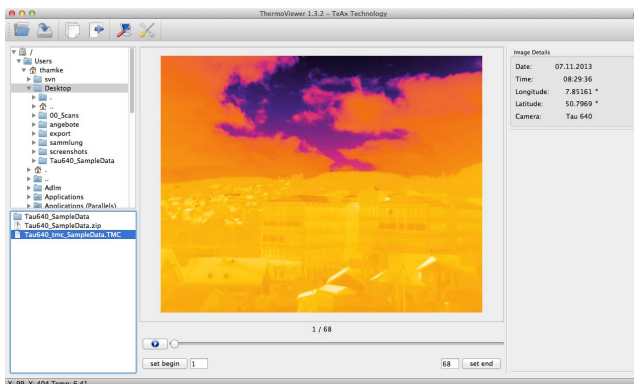 ThermoViewer 1.3.2 – TeAx Technology
/
Users
thamke
svn
Desktop
.
..
00_Scans
angebote
export
sammlung
screenshots
Tau640_SampleData
.
..
Adlm
Applications
Applications (Parallels)
Tau640_SampleData
Tau640_SampleData.zip
Tau640_tmc_SampleData.TMC
1 / 68
set begin
1
68
set end
Image Details
Date: 07.11.2013
Time: 08:29:36
Longitude: 7.85161 °
Latitude: 50.7969 °
Camera: Tau 640
X: 99, Y: 404 Temp: 6.41